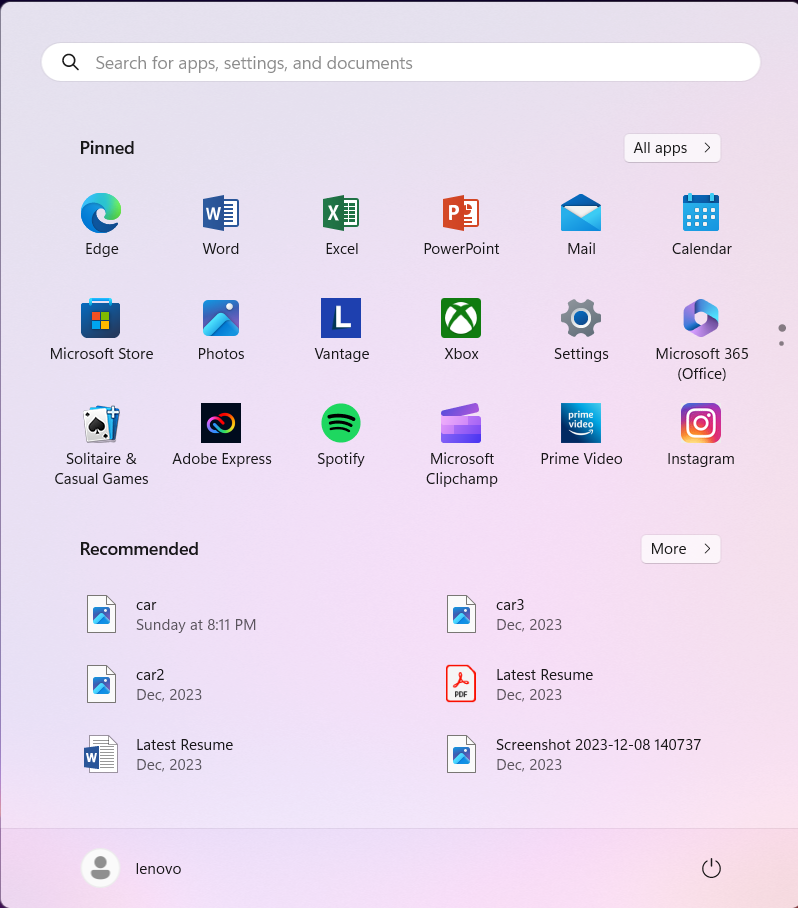 Search for apps, settings, and documents
Pinned
All apps
Edge
Word
Excel
PowerPoint
Mail
Calendar
Microsoft Store
Photos
Vantage
Xbox
Settings
Microsoft 365
(Office)
Solitaire &
Casual Games
Adobe Express
Spotify
Microsoft
Clipchamp
prime
video
Prime Video
Instagram
Recommended
More
car
Sunday at 8:11 PM
car3
Dec, 2023
car2
Dec, 2023
PDF
Latest Resume
Dec, 2023
Latest Resume
Dec, 2023
Screenshot 2023-12-08 140737
Dec, 2023
lenovo